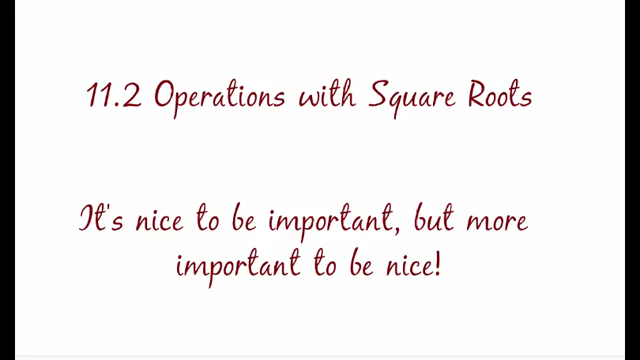 11.2 Operations with Square Roots
It's nice to be important, but more
important to be nice!